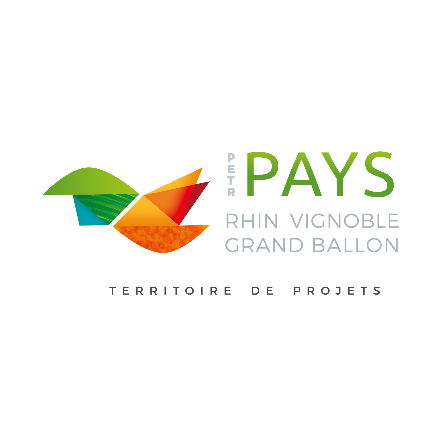 PETR PAYS
RHIN VIGNOBLE
GRAND BALLON
TERRITOIRE DE PROJETS